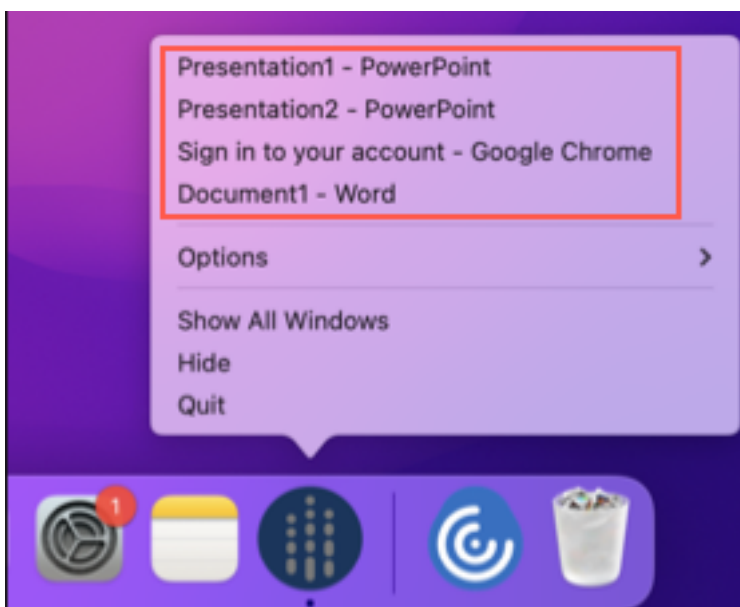 Presentation1 - PowerPoint
Presentation2 - PowerPoint
Sign in to your account - Google Chrome
Document1 - Word
Options
Show All Windows
Hide
Quit
1